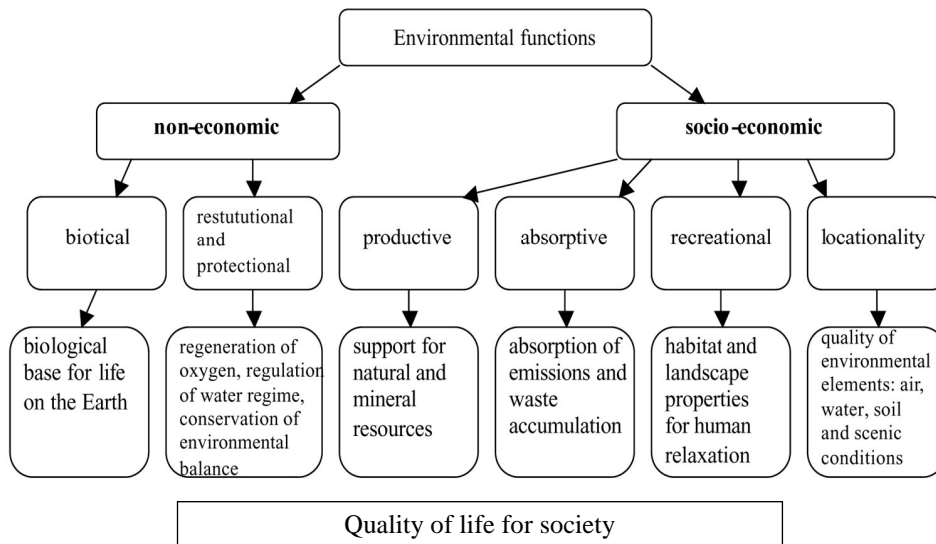 Environmental functions
non-economic
socio-economic
biotical
restututional
and
protectional
productive
absorptive
recreational
locationality
biological
base for life
on the Earth
regeneration of
oxygen, regulation
of water regime,
conservation of
environmental
balance
support for
natural and
mineral
resources
absorption of
emissions and
waste
accumulation
habitat and
landscape
properties
for human
relaxation
quality of
environmental
elements: air,
water, soil
and scenic
conditions
Quality of life for society